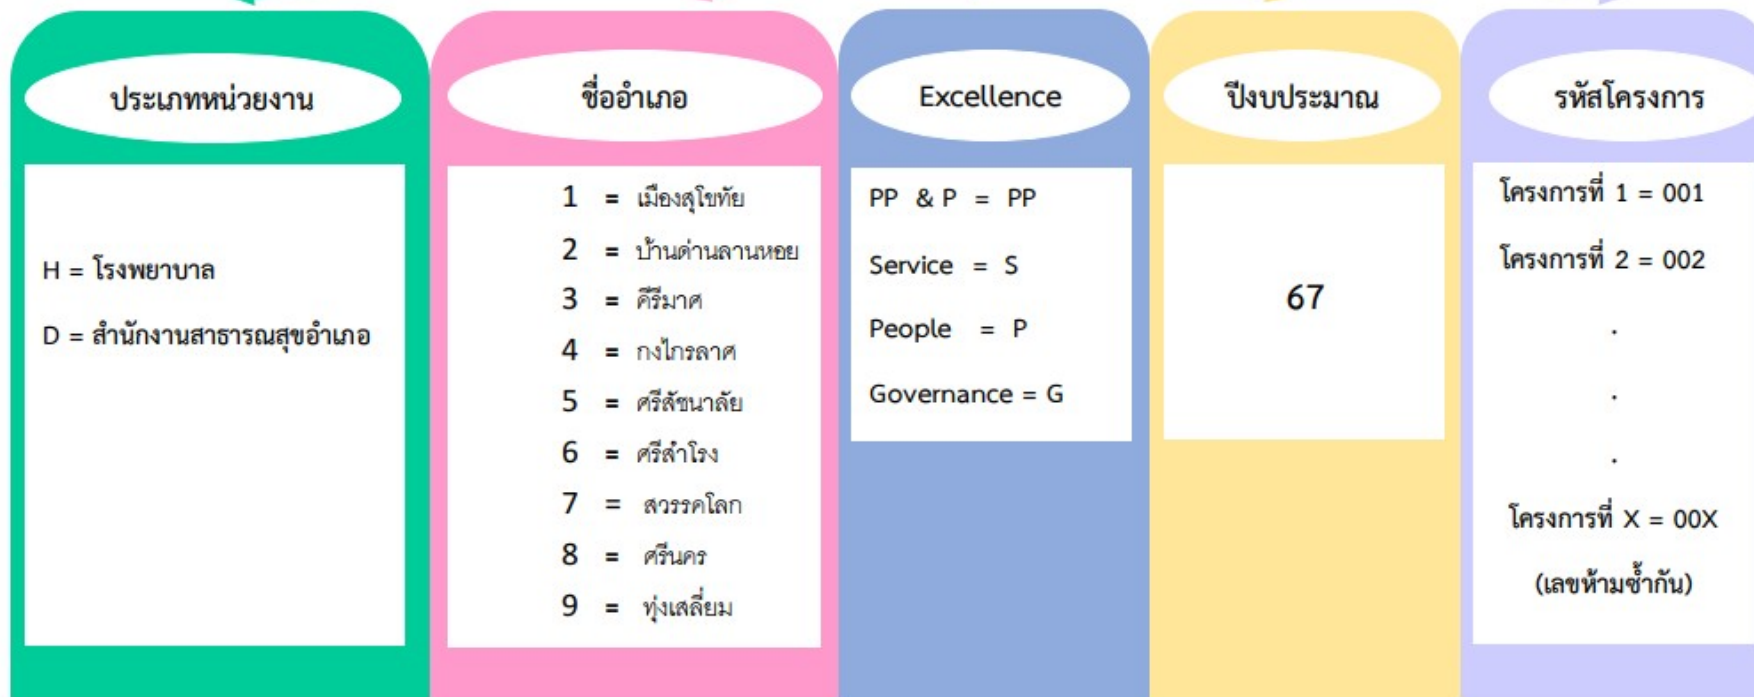 ประเภทหน่วยงาน
H = โรงพยาบาล
D = สำนักงานสาธารณสุขอำเภอ
ชื่ออำเภอ
1 = เมืองสุโขทัย
2 = บ้านด่านลานหอย
3 = คีรีมาศ
4 = กงไกรลาศ
5 = ศรีสัชนาลัย
6 = ศรีสำโรง
7 = สวรรคโลก
8 = ศรีนคร
9 = ทุ่งเสลี่ยม
Excellence
PP & P = PP
Service = S
People = P
Governance = G
ปีงบประมาณ
67
รหัสโครงการ
โครงการที่ 1 = 001
โครงการที่ 2 = 002
.
.
.
โครงการที่ X = 00X
(เลขห้ามซ้ำกัน)